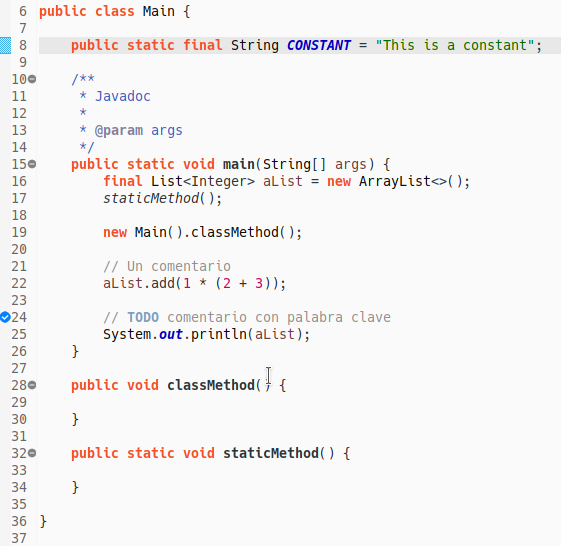 6 public class Main {
7
8     public static final String CONSTANT = "This is a constant";
9
10     /**
11      * Javadoc
12      *
13      * @param args
14      */
15     public static void main(String[] args) {
16         final List<Integer> aList = new ArrayList<>();
17         staticMethod();
18
19         new Main().classMethod();
20
21         // Un comentario
22         aList.add(1 * (2 + 3));
23
24         // TODO comentario con palabra clave
25         System.out.println(aList);
26     }
27
28     public void classMethod() {
29
30     }
31
32     public static void staticMethod() {
33
34     }
35
36 }
37